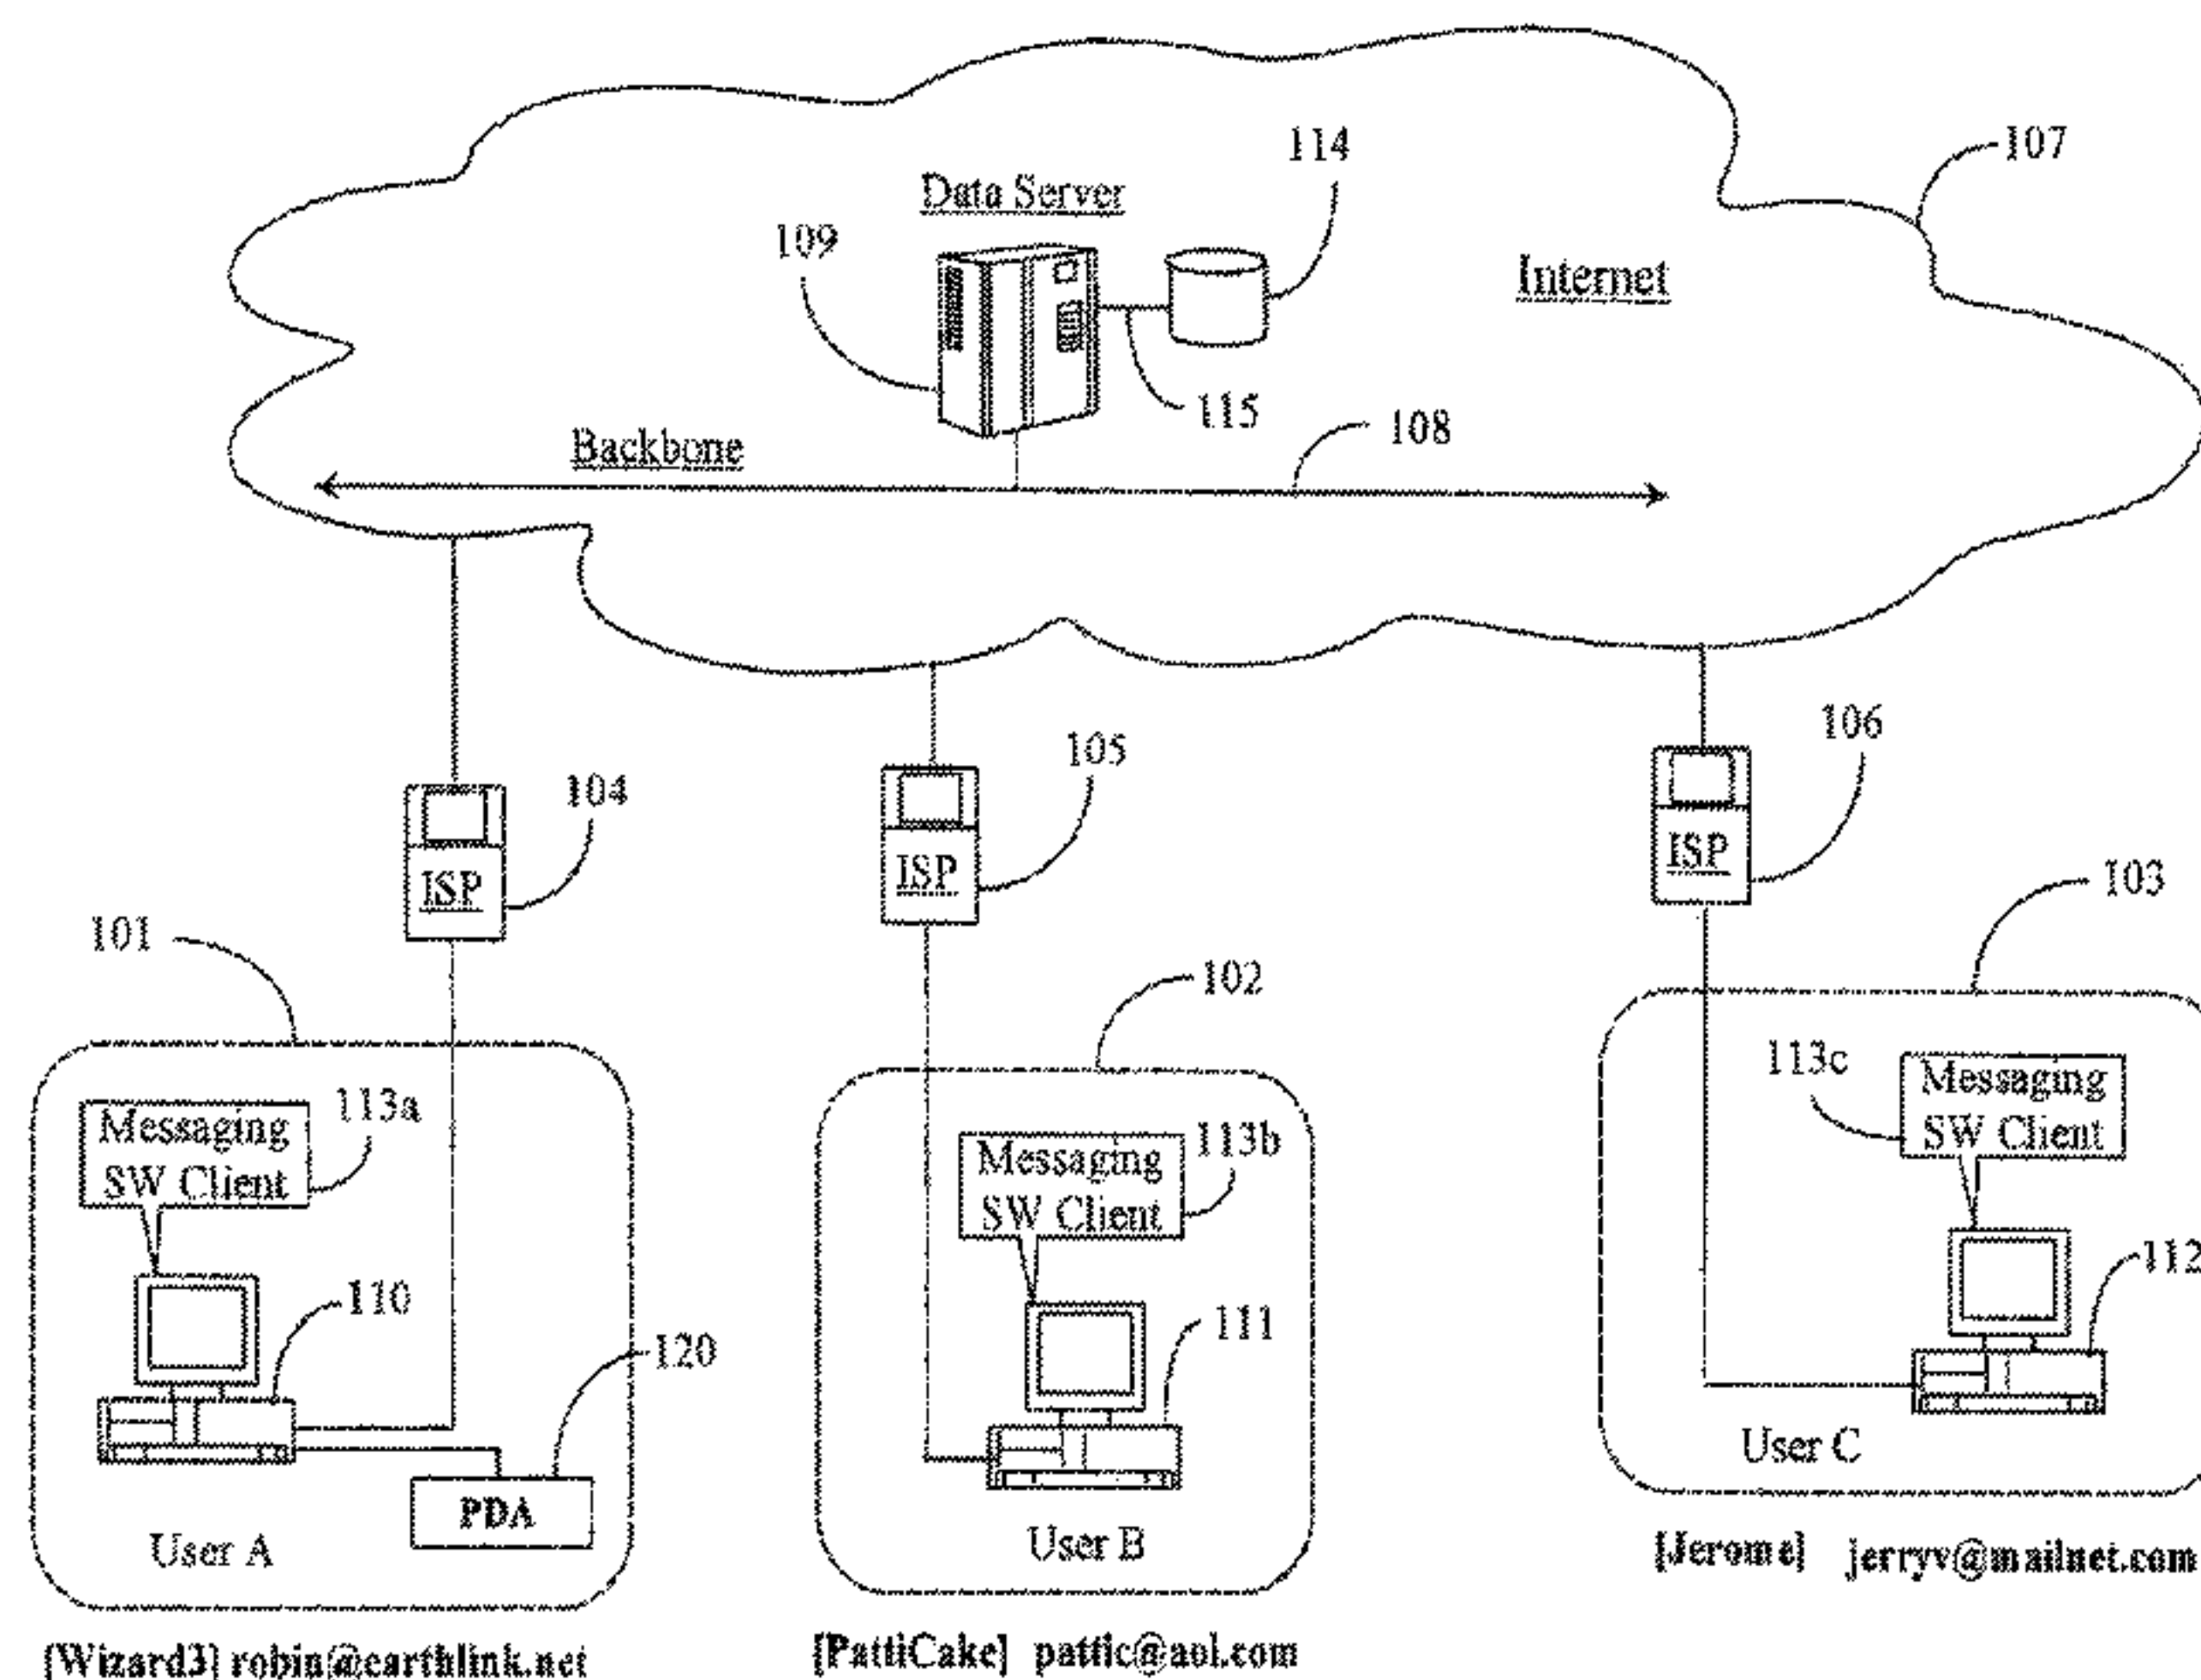 114
107
Data Server
109
Internet
115
108
Backbone
106
105
104
ISP
ISP
ISP
103
101
102
113a
Messaging
SW Client
113b
Messaging
SW Client
113c
Messaging
SW Client
110
111
112
120
PDA
User A
User B
User C
[Jerome] jerryv@mailnet.com
[Wizard3] robin@earthlink.net
[PattiCake] pattic@aol.com